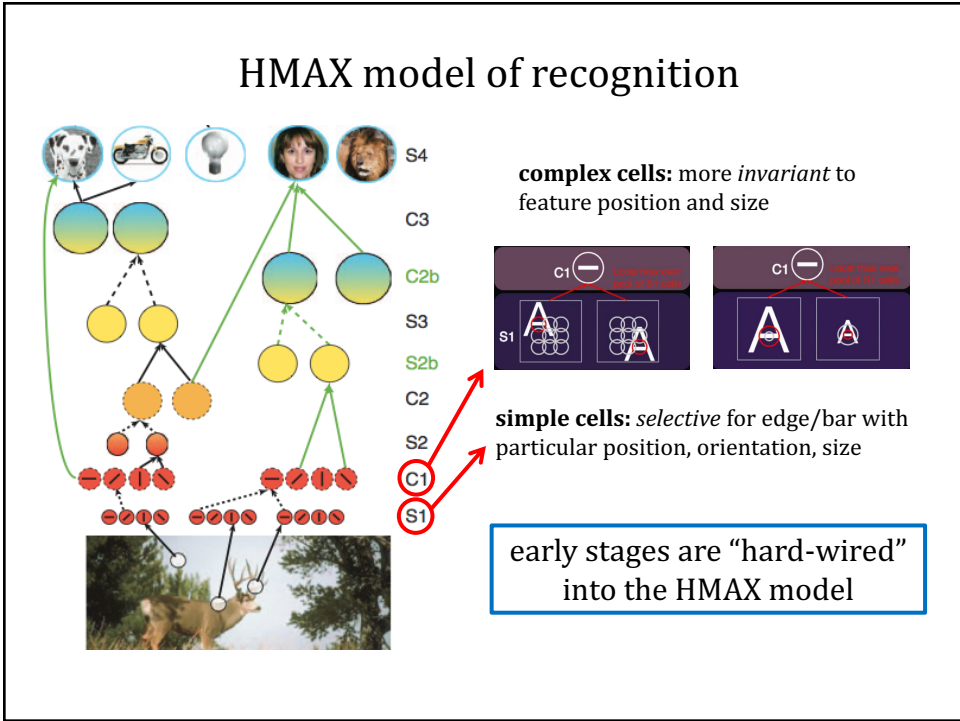 HMAX model of recognition
S4
C3
C2b
S3
S2b
C2
S2
C1
S1
complex cells: more invariant to
feature position and size
C1
S1
A
A
C1
A
A
simple cells: selective for edge/bar with
particular position, orientation, size
early stages are “hard-wired”
into the HMAX model